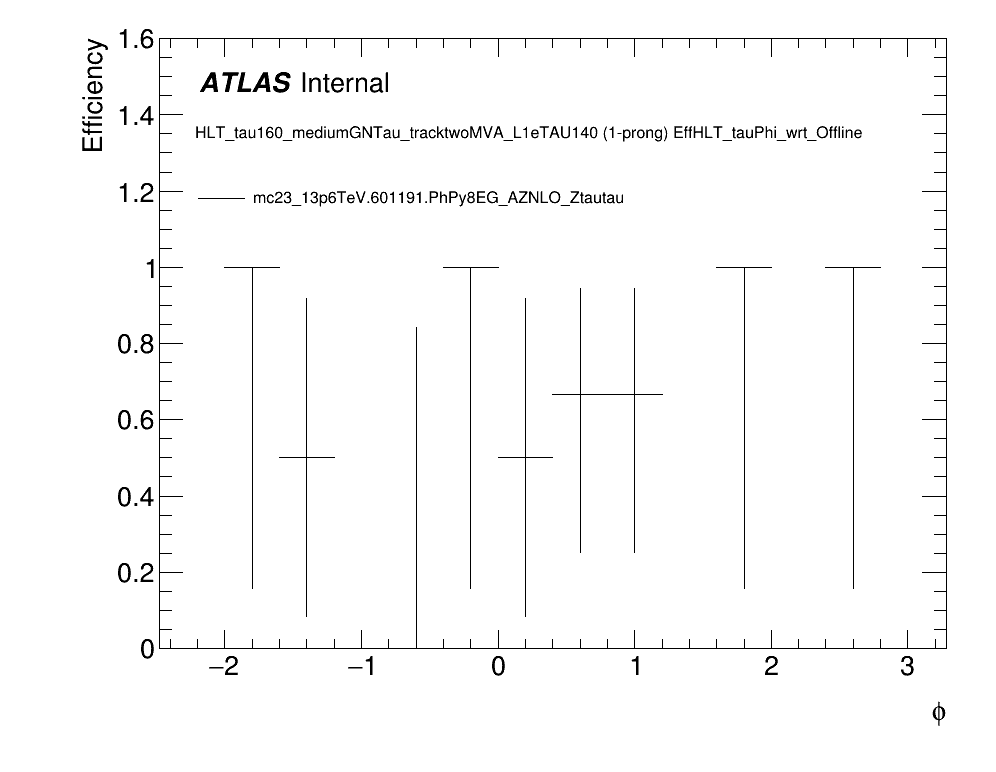 Efficiency
1.6
1.4
1.2
1
0.8
0.6
0.4
0.2
0
ATLAS Internal
HLT_tau160_mediumGNTau_tracktwoMVA_L1eTAU140 (1-prong) EffHLT_tauPhi_wrt_Offline
mc23_13p6TeV.601191.PhPy8EG_AZNLO_Ztautau
−2 −1 0 1 2 3
ϕ